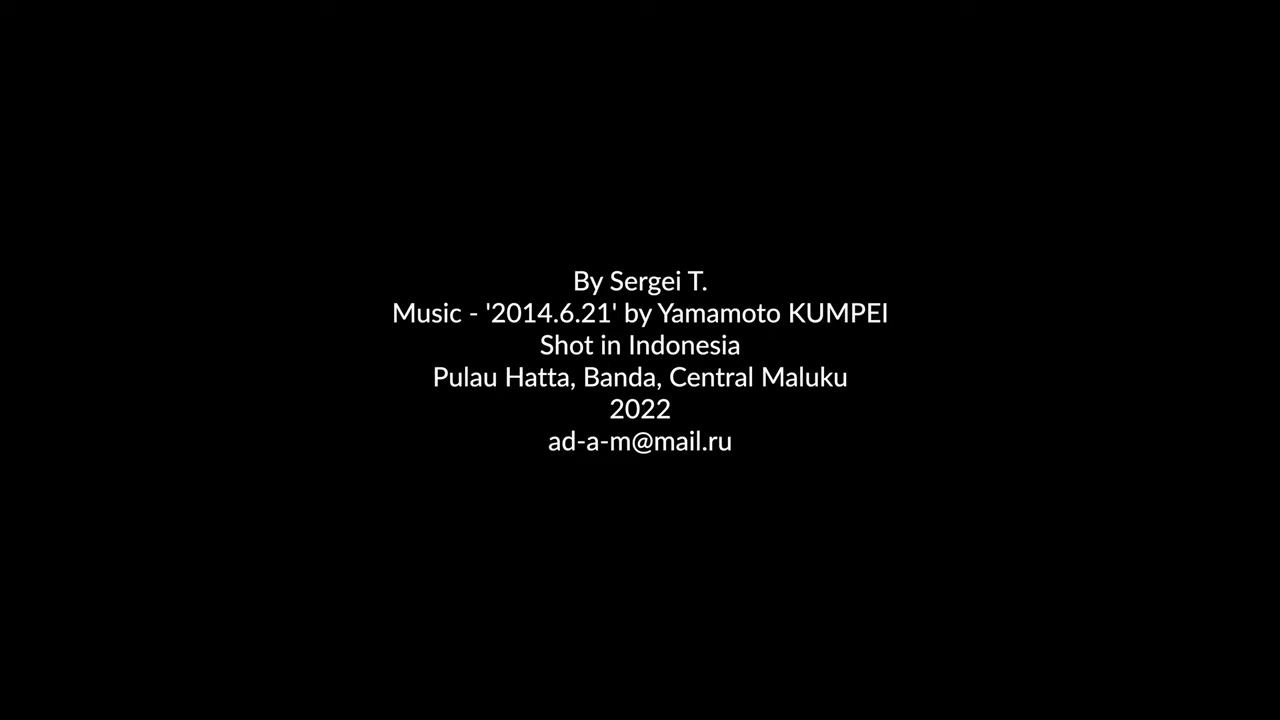 By Sergei T.
Music - '2014.6.21' by Yamamoto KUMPEI
Shot in Indonesia
Pulau Hatta, Banda, Central Maluku
2022
ad-a-m@mail.ru